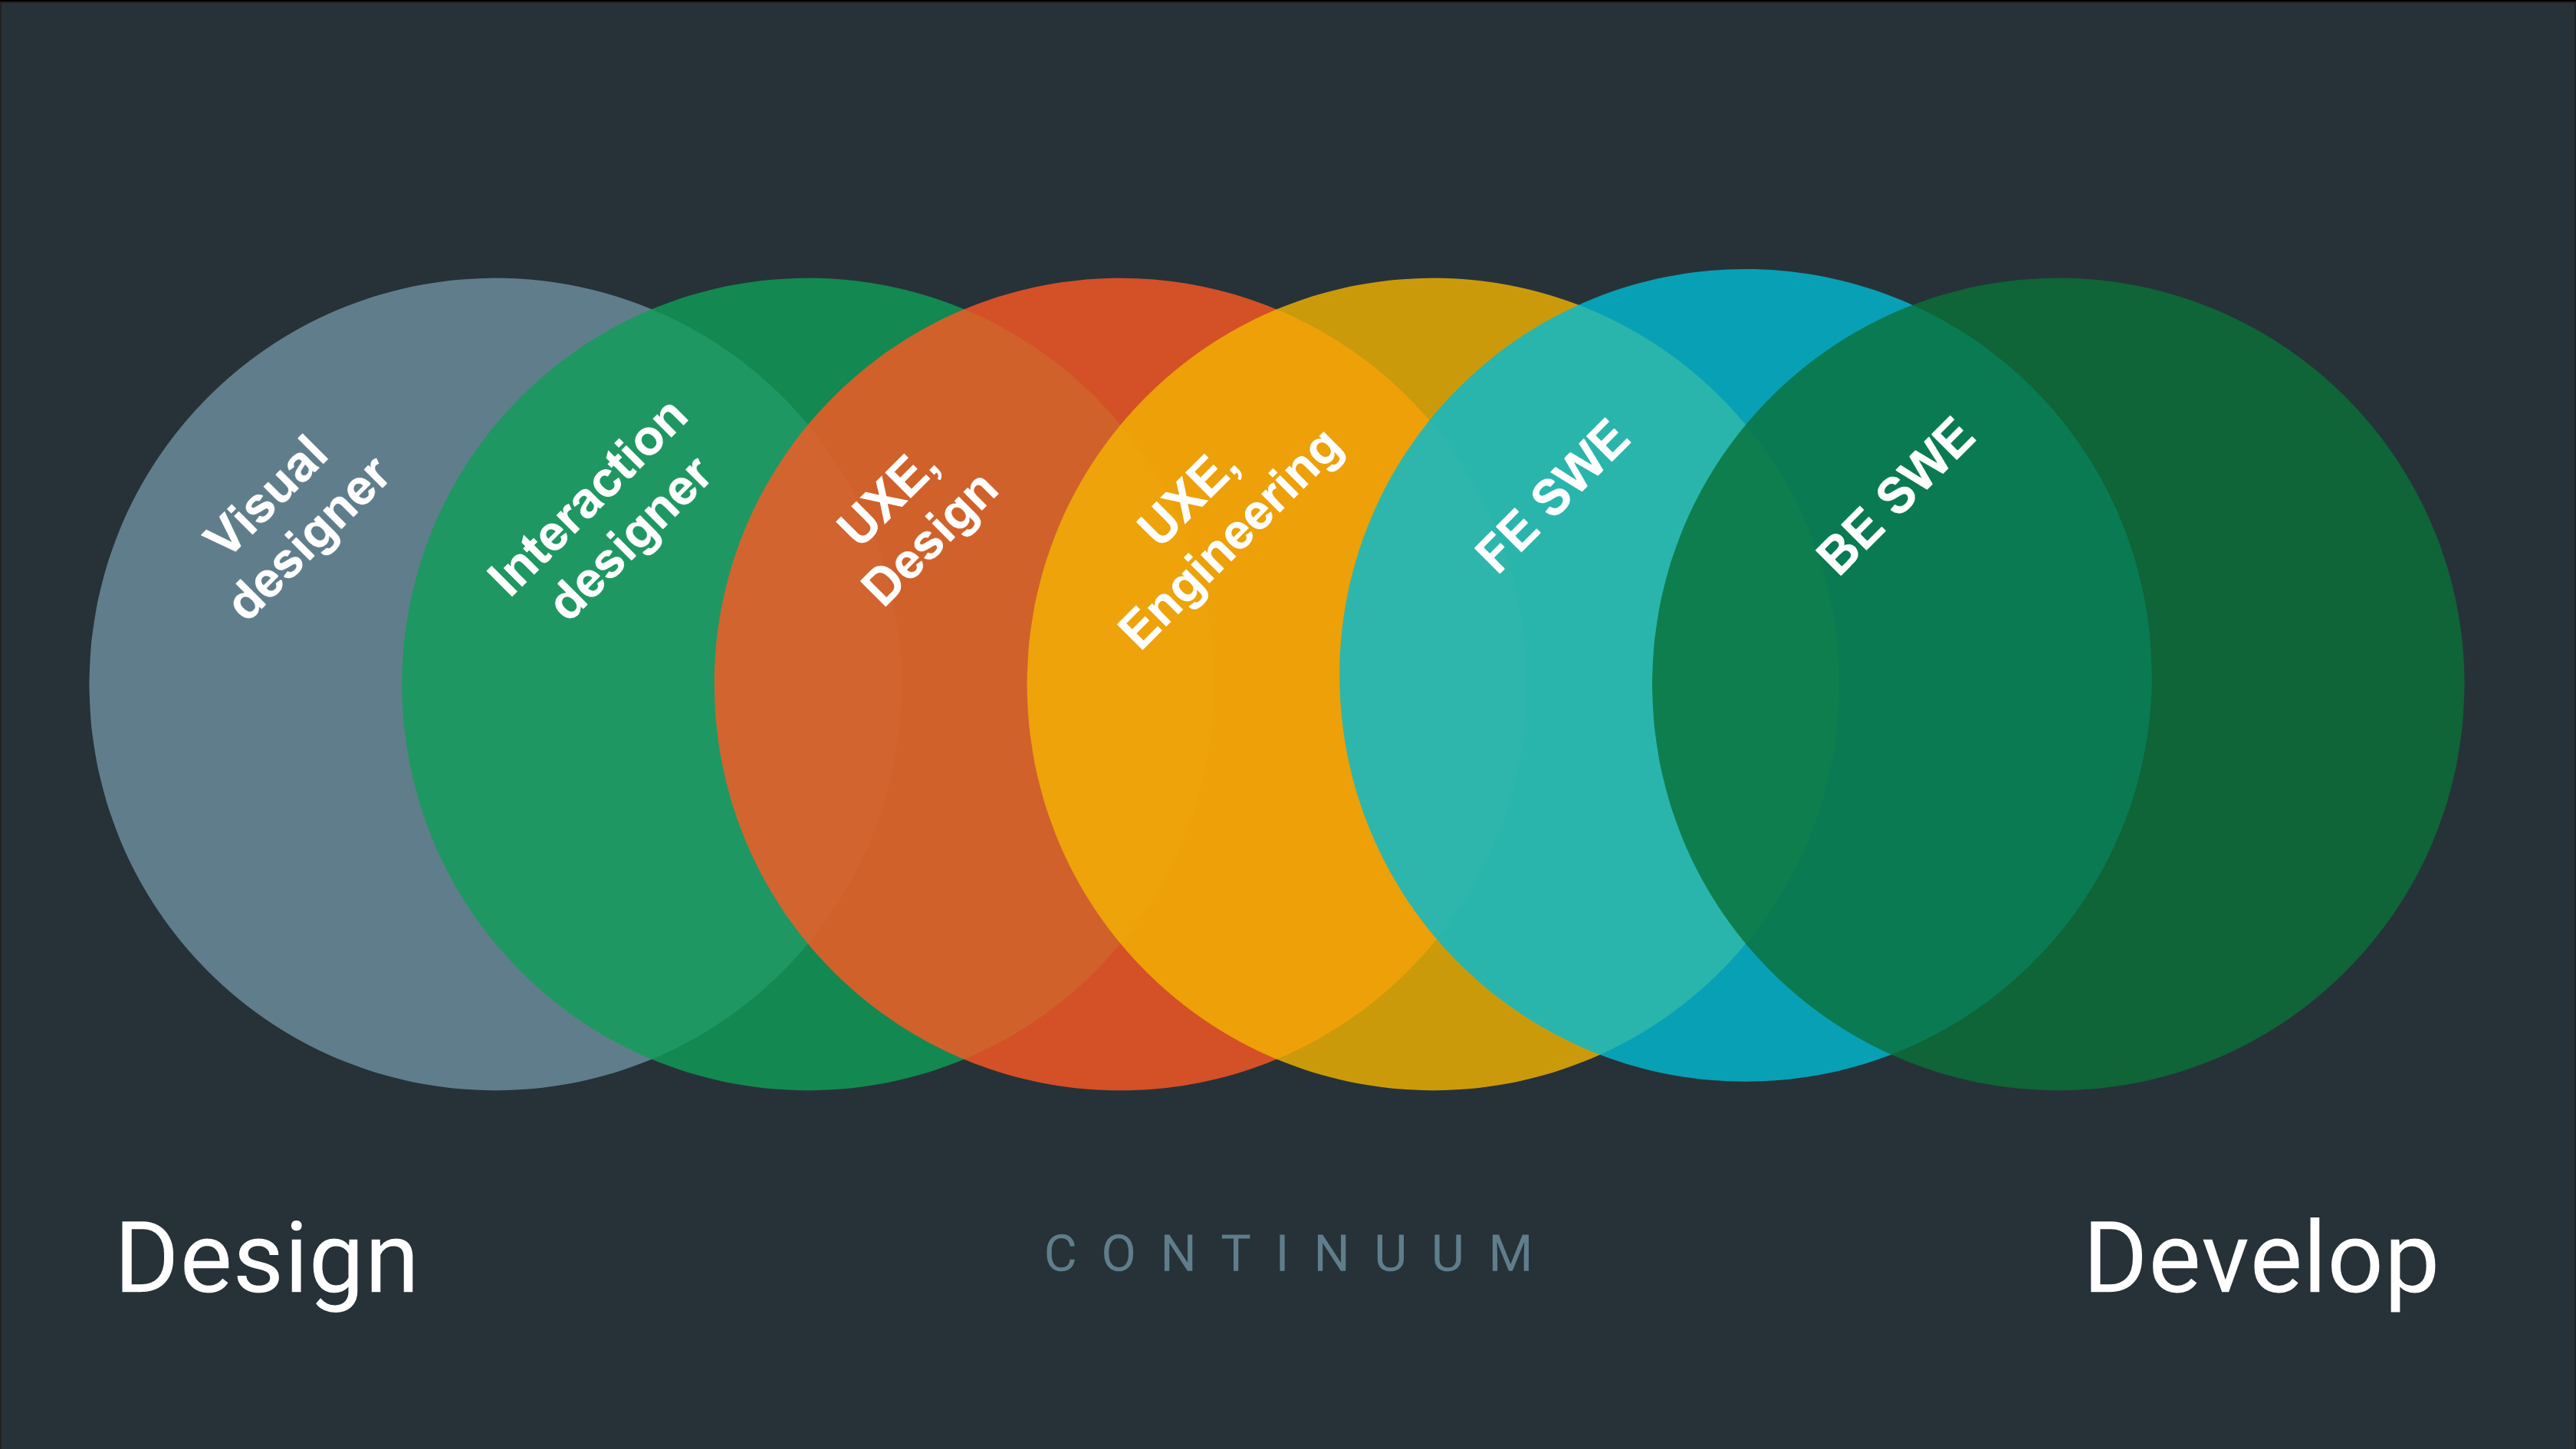 Visual
designer
Interaction
designer
UXE,
Design
UXE,
Engineering
FE SWE
BE SWE
Design
CONTINUUM
Develop